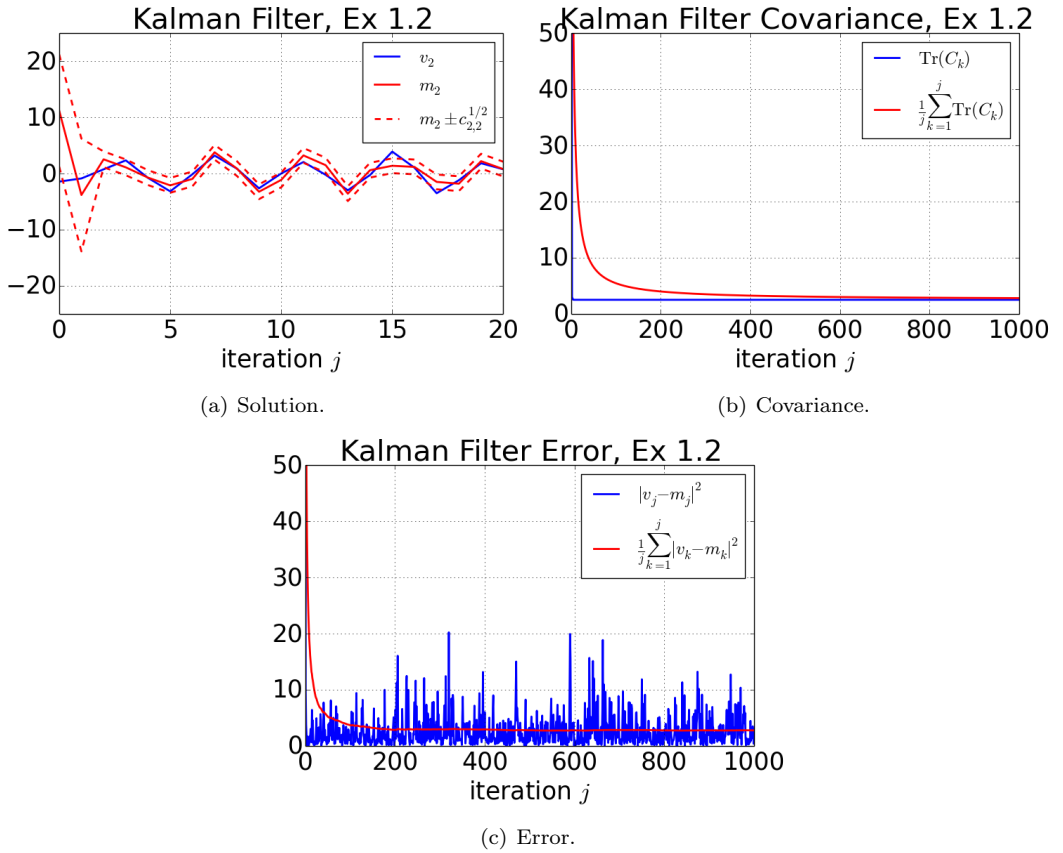 Kalman Filter, Ex 1.2
20
10
0
−10
−20
v₂
m₂
m₂ ± c₂,₂^{1/2}
0 5 10 15 20
iteration j
(a) Solution.
Kalman Filter Covariance, Ex 1.2
50
40
30
20
10
0
Tr(Cₖ)
1/j ∑_{k=1}^{j} Tr(Cₖ)
0 200 400 600 800 1000
iteration j
(b) Covariance.
Kalman Filter Error, Ex 1.2
50
40
30
20
10
0
|vⱼ−mⱼ|²
1/j ∑_{k=1}^{j} |vₖ−mₖ|²
0 200 400 600 800 1000
iteration j
(c) Error.